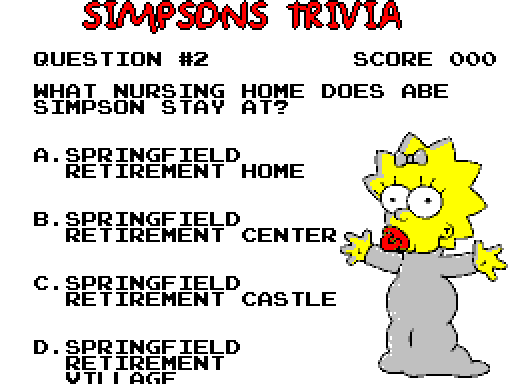 SIMPSONS TRIVIA
QUESTION #2 SCORE 000
WHAT NURSING HOME DOES ABE
SIMPSON STAY AT?
A.SPRINGFIELD
RETIREMENT HOME
B.SPRINGFIELD
RETIREMENT CENTER
C.SPRINGFIELD
RETIREMENT CASTLE
D.SPRINGFIELD
RETIREMENT
VILLAGE